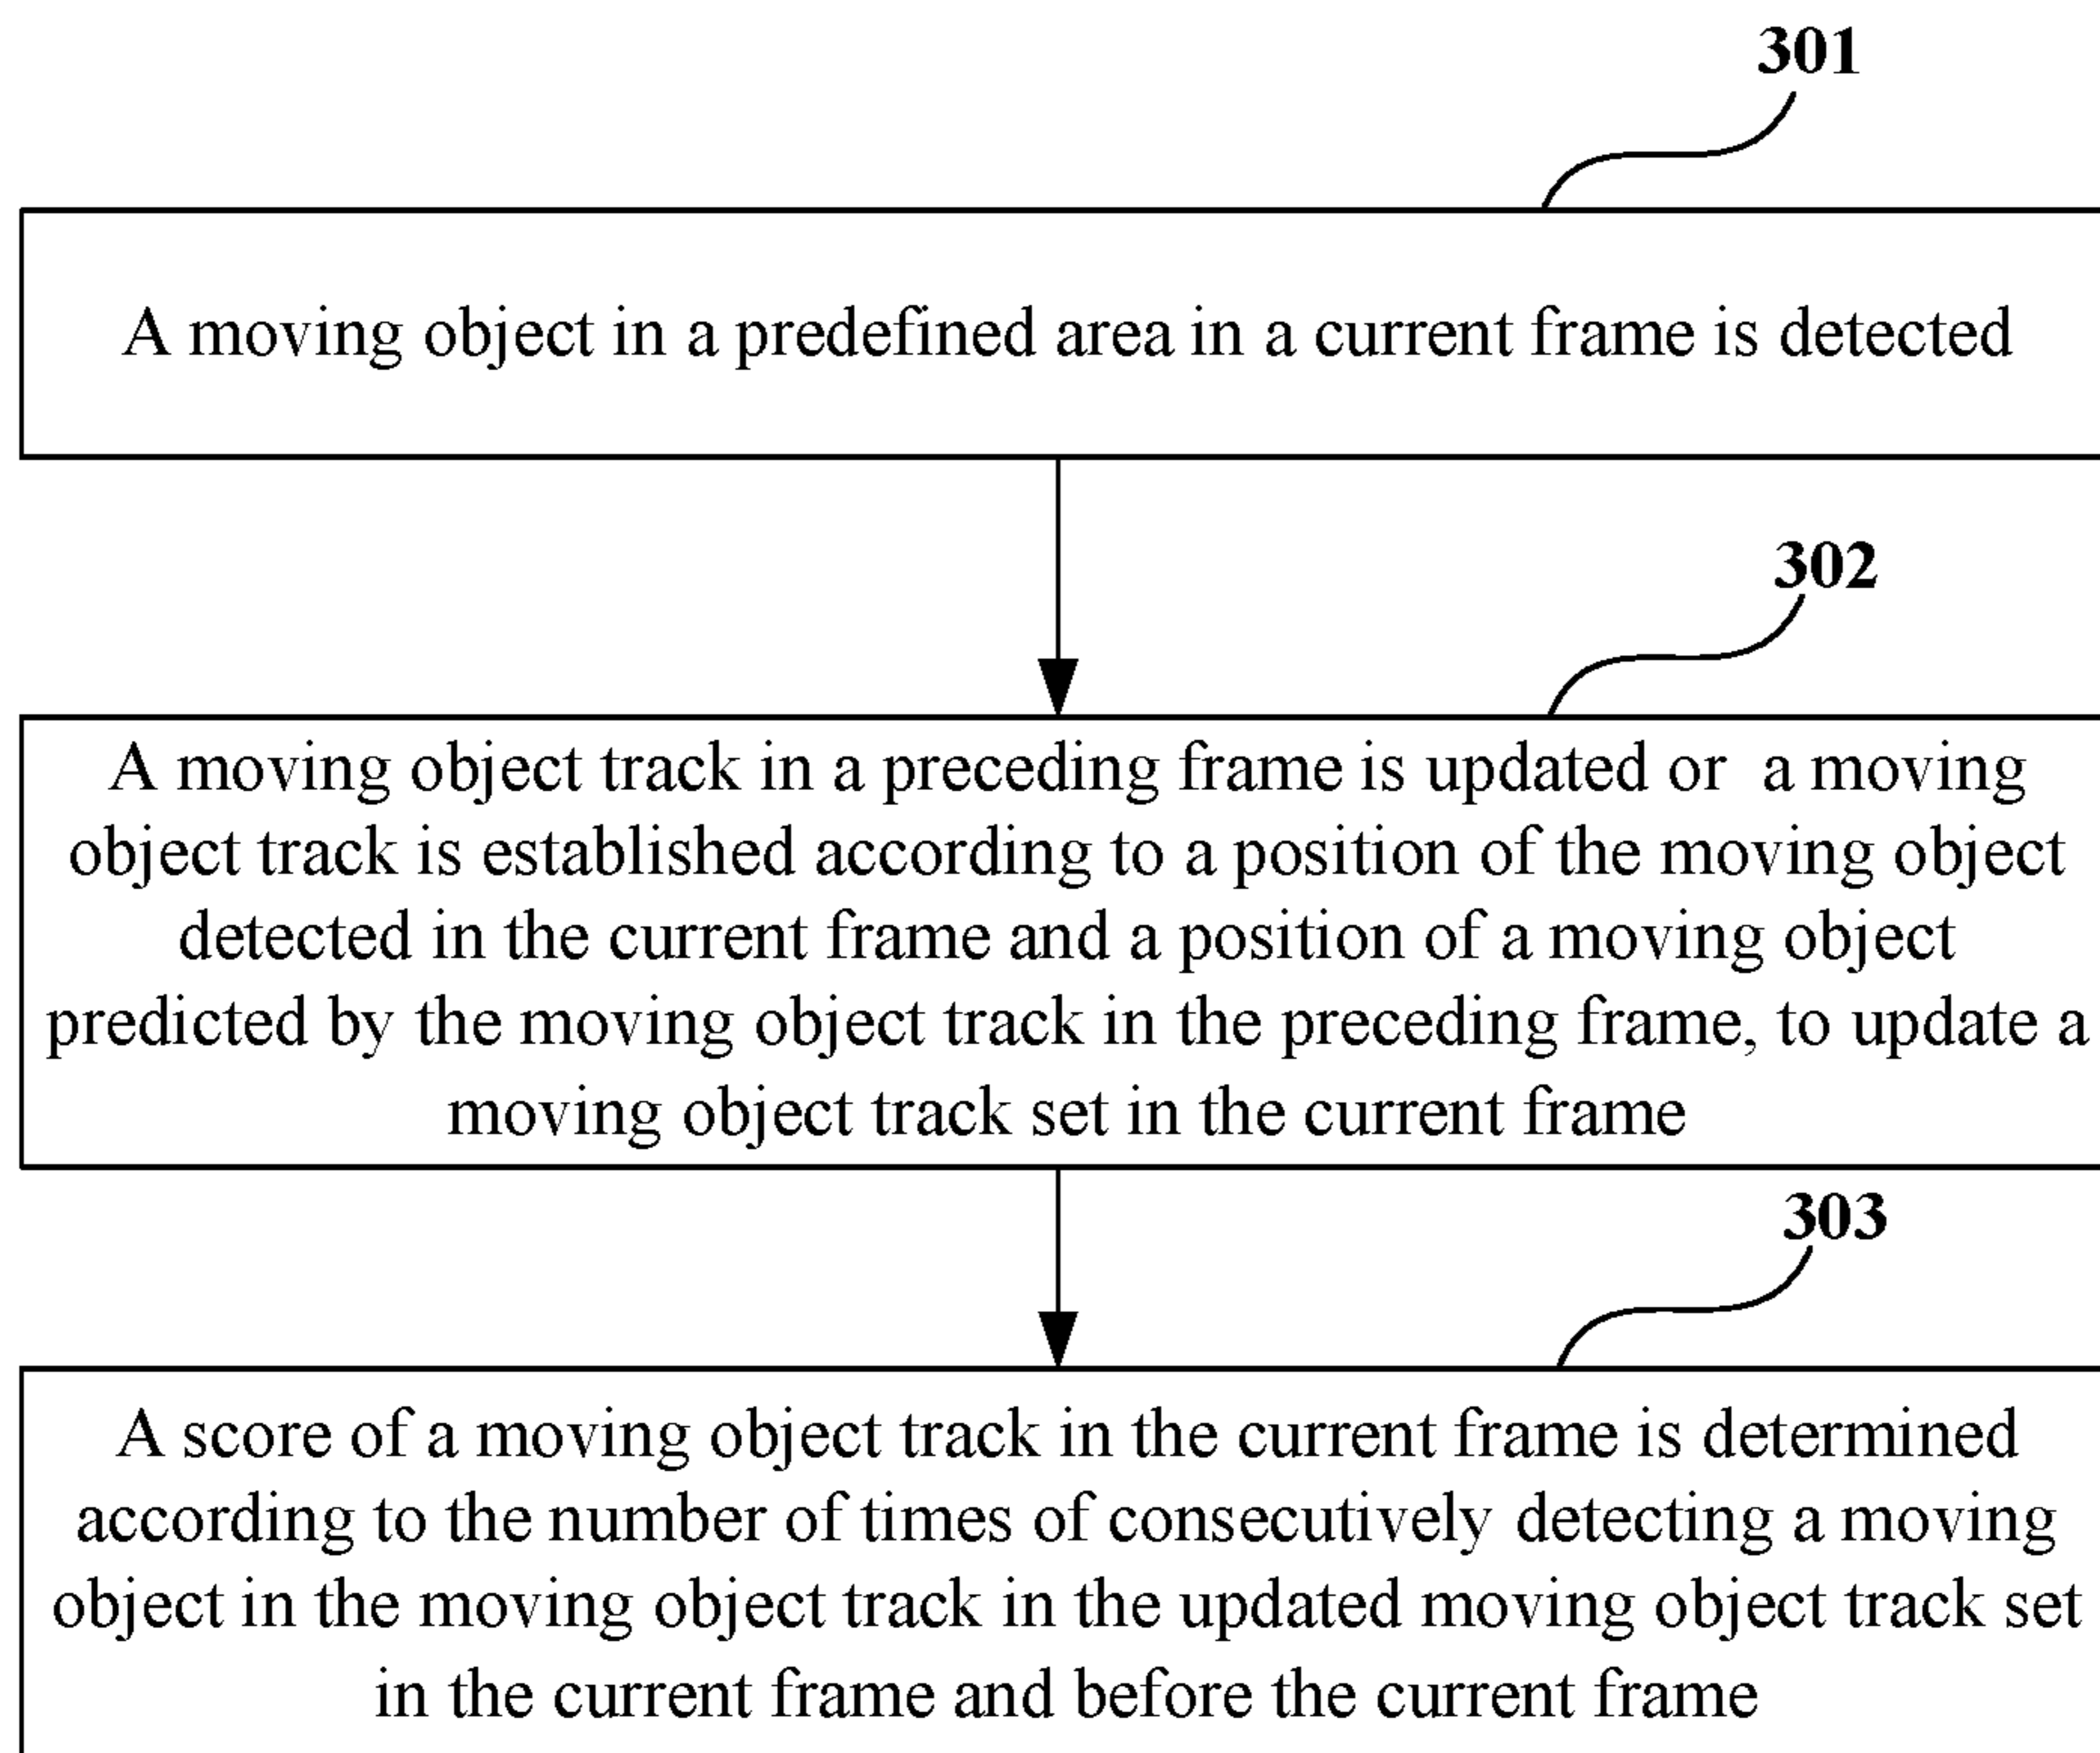 301
A moving object in a predefined area in a current frame is detected
302
A moving object track in a preceding frame is updated or a moving
object track is established according to a position of the moving object
detected in the current frame and a position of a moving object
predicted by the moving object track in the preceding frame, to update a
moving object track set in the current frame
303
A score of a moving object track in the current frame is determined
according to the number of times of consecutively detecting a moving
object in the moving object track in the updated moving object track set
in the current frame and before the current frame